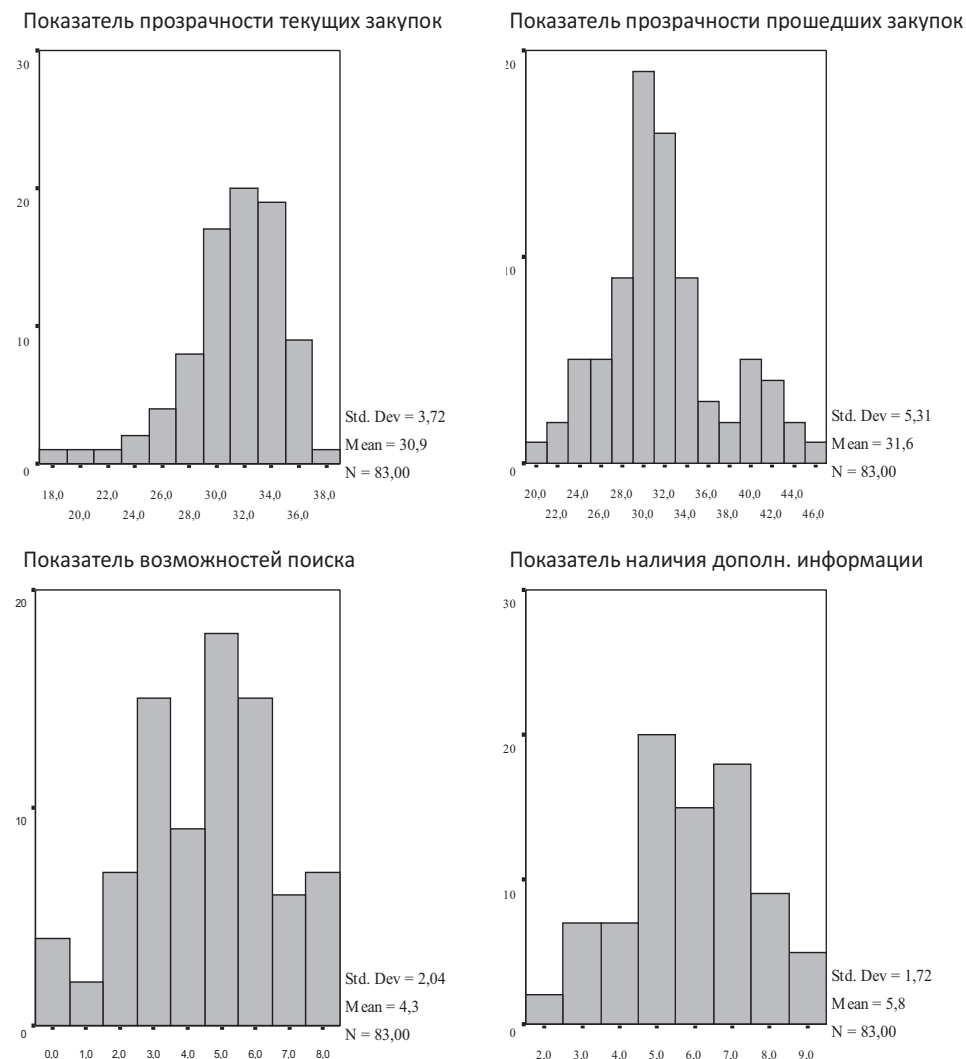 Показатель прозрачности текущих закупок
30
20
10
0
Std. Dev = 3,72
Mean = 30,9
N = 83,00
18,0 22,0 26,0 30,0 34,0 38,0
20,0 24,0 28,0 32,0 36,0
Показатель прозрачности прошедших закупок
20
10
0
Std. Dev = 5,31
Mean = 31,6
N = 83,00
20,0 24,0 28,0 32,0 36,0 40,0 44,0
22,0 26,0 30,0 34,0 38,0 42,0 46,0
Показатель возможностей поиска
20
10
0
Std. Dev = 2,04
Mean = 4,3
N = 83,00
0,0 1,0 2,0 3,0 4,0 5,0 6,0 7,0 8,0
Показатель наличия дополн. информации
30
20
10
0
Std. Dev = 1,72
Mean = 5,8
N = 83,00
2,0 3,0 4,0 5,0 6,0 7,0 8,0 9,0